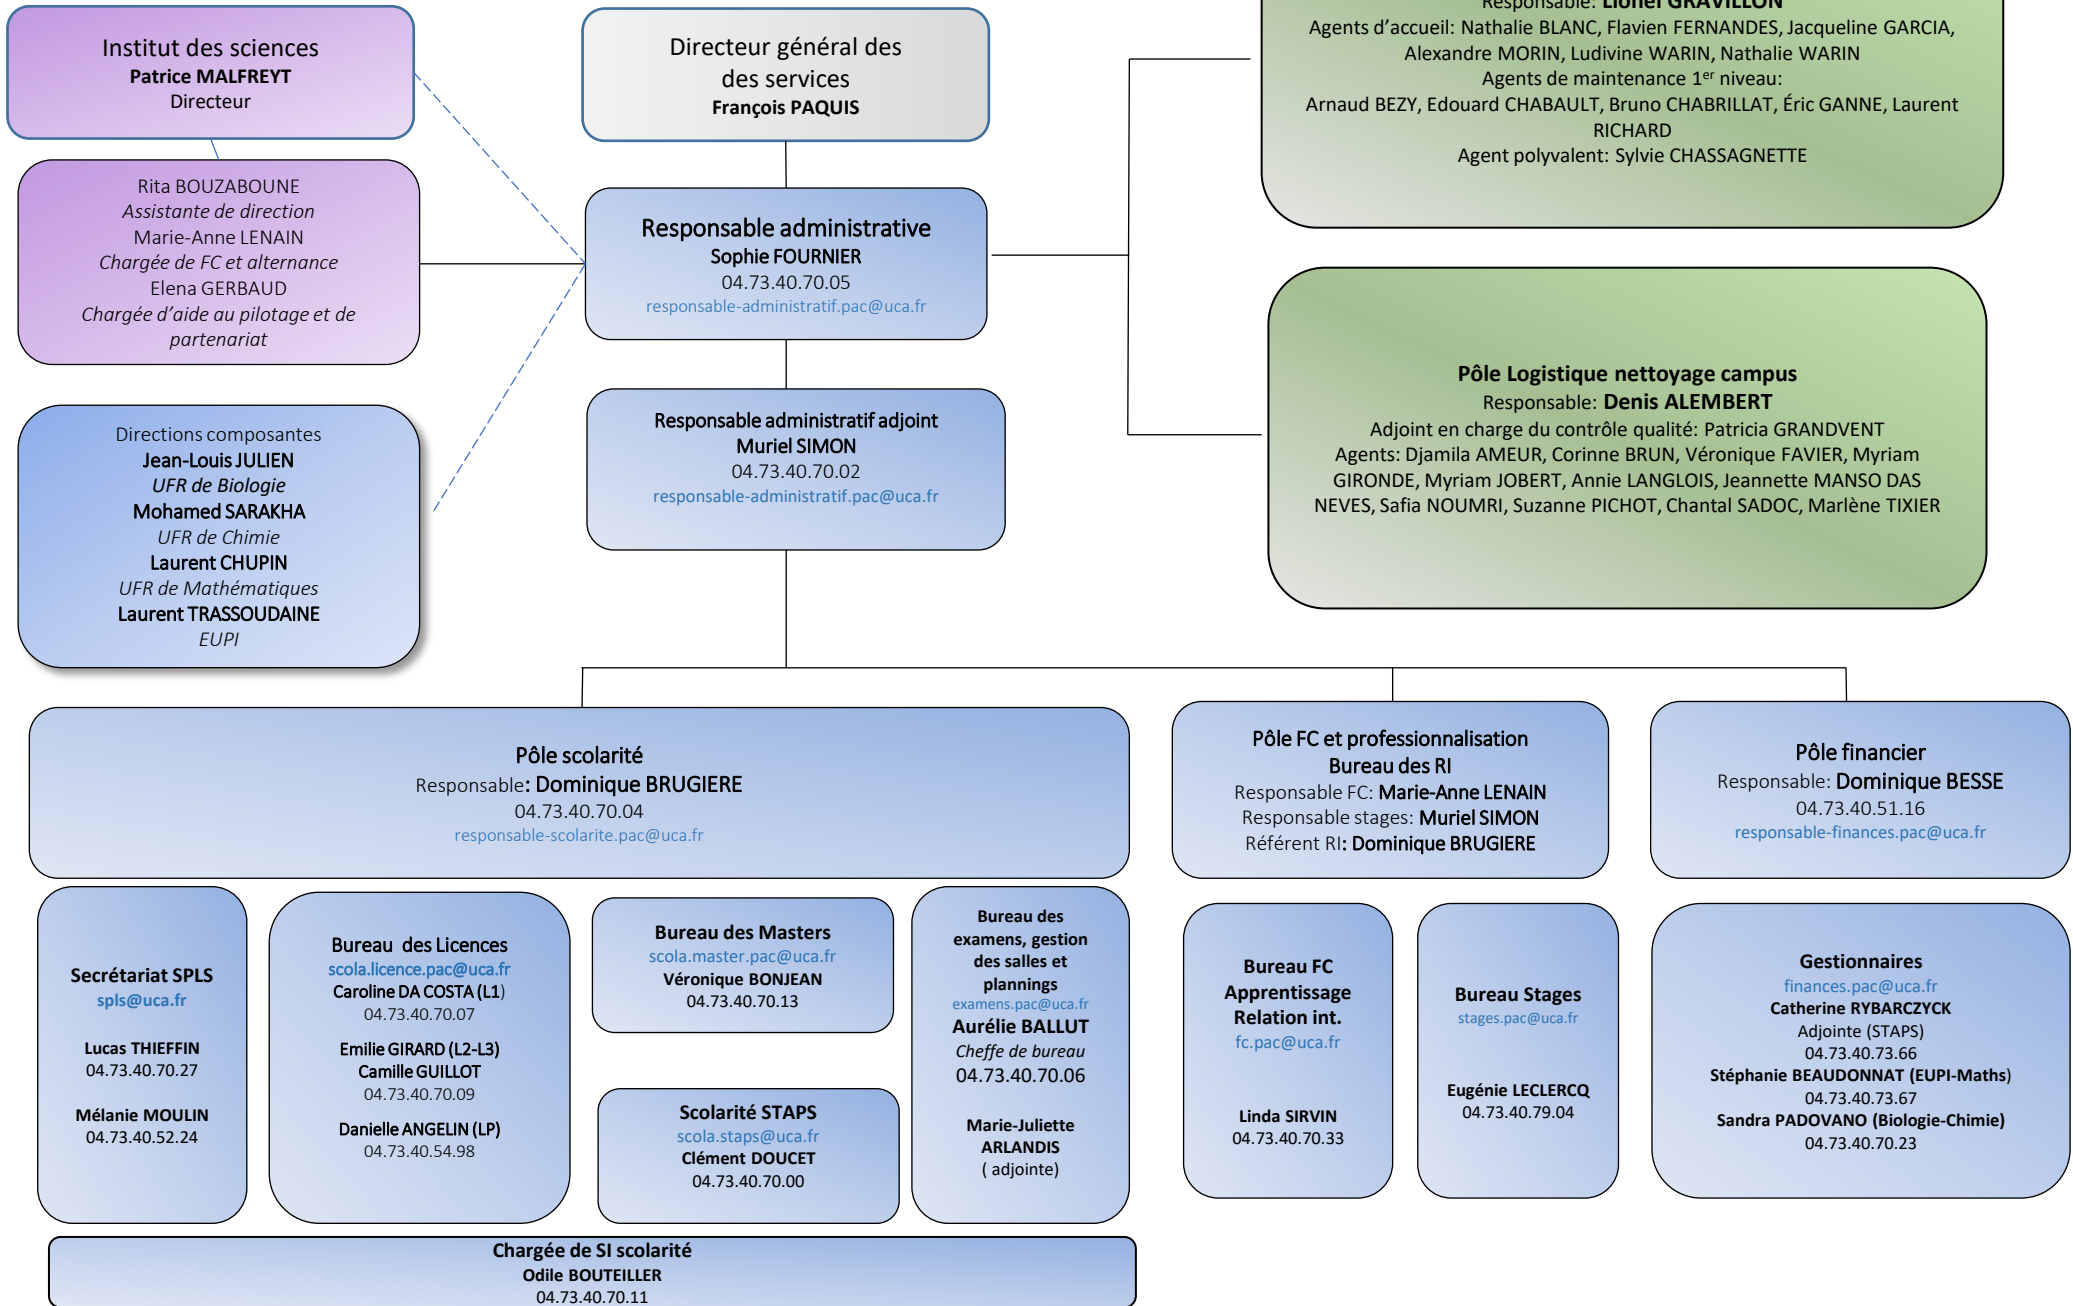 Institut des sciences
Patrice MALFREYT
Directeur
Directeur général des
des services
François PAQUIS
Responsable: Lionel GRAVILLON
Agents d'accueil: Nathalie BLANC, Flavien FERNANDES, Jacqueline GARCIA,
Alexandre MORIN, Ludivine WARIN, Nathalie WARIN
Agents de maintenance 1er niveau:
Arnaud BEZY, Edouard CHABAULT, Bruno CHABRILLAT, Éric GANNE, Laurent
RICHARD
Agent polyvalent: Sylvie CHASSAGNETTE
Rita BOUZABOUNE
Assistante de direction
Marie-Anne LENAIN
Chargée de FC et alternance
Elena GERBAUD
Chargée d'aide au pilotage et de
partenariat
Responsable administrative
Sophie FOURNIER
04.73.40.70.05
responsable-administratif.pac@uca.fr
Pôle Logistique nettoyage campus
Responsable: Denis ALEMBERT
Adjoint en charge du contrôle qualité: Patricia GRANDVENT
Agents: Djamila AMEUR, Corinne BRUN, Véronique FAVIER, Myriam
GIRONDE, Myriam JOBERT, Annie LANGLOIS, Jeannette MANSO DAS
NEVES, Safia NOUMRI, Suzanne PICHOT, Chantal SADOC, Marlène TIXIER
Responsable administratif adjoint
Muriel SIMON
04.73.40.70.02
responsable-administratif.pac@uca.fr
Directions composantes
Jean-Louis JULIEN
UFR de Biologie
Mohamed SARAKHA
UFR de Chimie
Laurent CHUPIN
UFR de Mathématiques
Laurent TRASSOUDAINE
EUPI
Pôle scolarité
Responsable: Dominique BRUGIERE
04.73.40.70.04
responsable-scolarite.pac@uca.fr
Pôle FC et professionnalisation
Bureau des RI
Responsable FC: Marie-Anne LENAIN
Responsable stages: Muriel SIMON
Référent RI: Dominique BRUGIERE
Pôle financier
Responsable: Dominique BESSE
04.73.40.51.16
responsable-finances.pac@uca.fr
Secrétariat SPLS
spls@uca.fr
Lucas THIEFFIN
04.73.40.70.27
Mélanie MOULIN
04.73.40.52.24
Bureau des Licences
scola.licence.pac@uca.fr
Caroline DA COSTA (L1)
04.73.40.70.07
Emilie GIRARD (L2-L3)
Camille GUILLOT
04.73.40.70.09
Danielle ANGELIN (LP)
04.73.40.54.98
Bureau des Masters
scola.master.pac@uca.fr
Véronique BONJEAN
04.73.40.70.13
Scolarité STAPS
scola.staps@uca.fr
Clément DOUCET
04.73.40.70.00
Bureau des
examens, gestion
des salles et
plannings
examens.pac@uca.fr
Aurélie BALLUT
Cheffe de bureau
04.73.40.70.06
Marie-Juliette
ARLANDIS
( adjointe)
Bureau FC
Apprentissage
Relation int.
fc.pac@uca.fr
Linda SIRVIN
04.73.40.70.33
Bureau Stages
stages.pac@uca.fr
Eugénie LECLERCQ
04.73.40.79.04
Gestionnaires
finances.pac@uca.fr
Catherine RYBARCZYCK
Adjointe (STAPS)
04.73.40.73.66
Stéphanie BEAUDONNAT (EUPI-Maths)
04.73.40.73.67
Sandra PADOVANO (Biologie-Chimie)
04.73.40.70.23
Chargée de SI scolarité
Odile BOUTEILLER
04.73.40.70.11